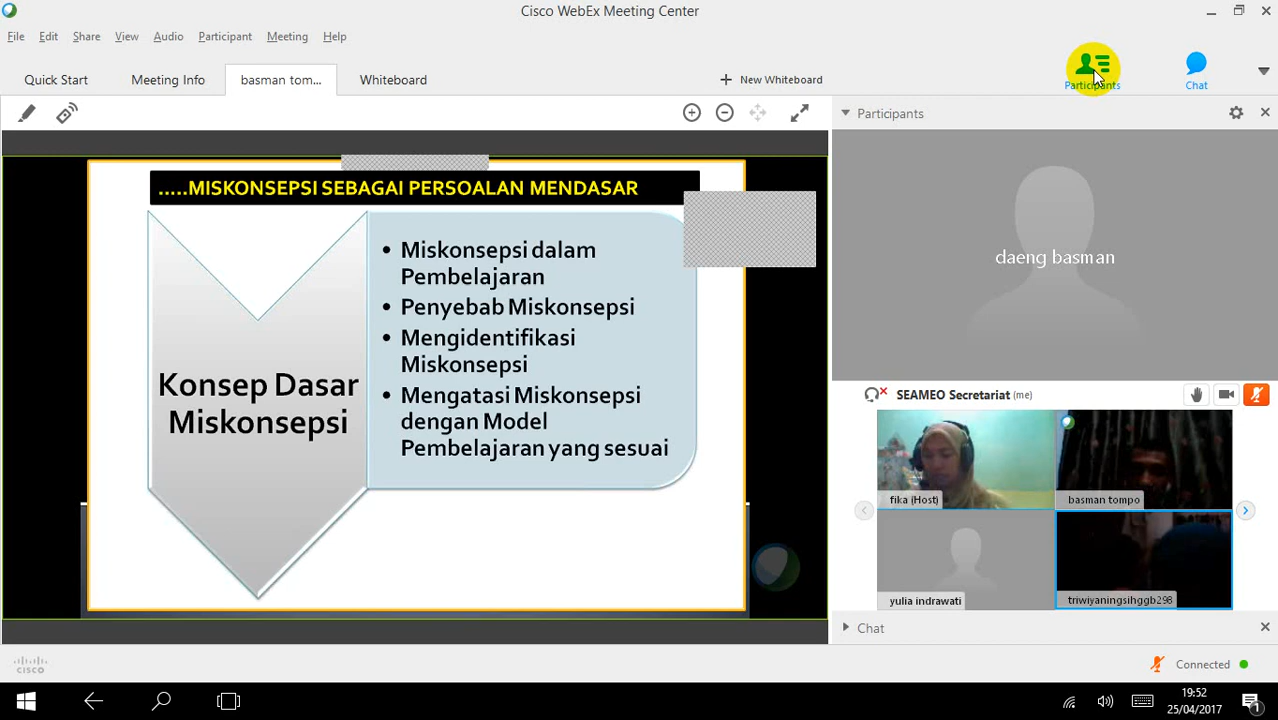 Cisco WebEx Meeting Center
File Edit Share View Audio Participant Meeting Help
Quick Start Meeting Info basman tom... Whiteboard New Whiteboard
Participants Chat
Participants
.....MISKONSEPSI SEBAGAI PERSOALAN MENDASAR
Konsep Dasar
Miskonsepsi
• Miskonsepsi dalam
Pembelajaran
• Penyebab Miskonsepsi
• Mengidentifikasi
Miskonsepsi
• Mengatasi Miskonsepsi
dengan Model
Pembelajaran yang sesuai
daeng basman
SEAMEO Secretariat (me)
fika (Host)
basman tompo
yulia indrawati
triwiyaningsihggb298
Chat
cisco
Connected
19:52
25/04/2017
1